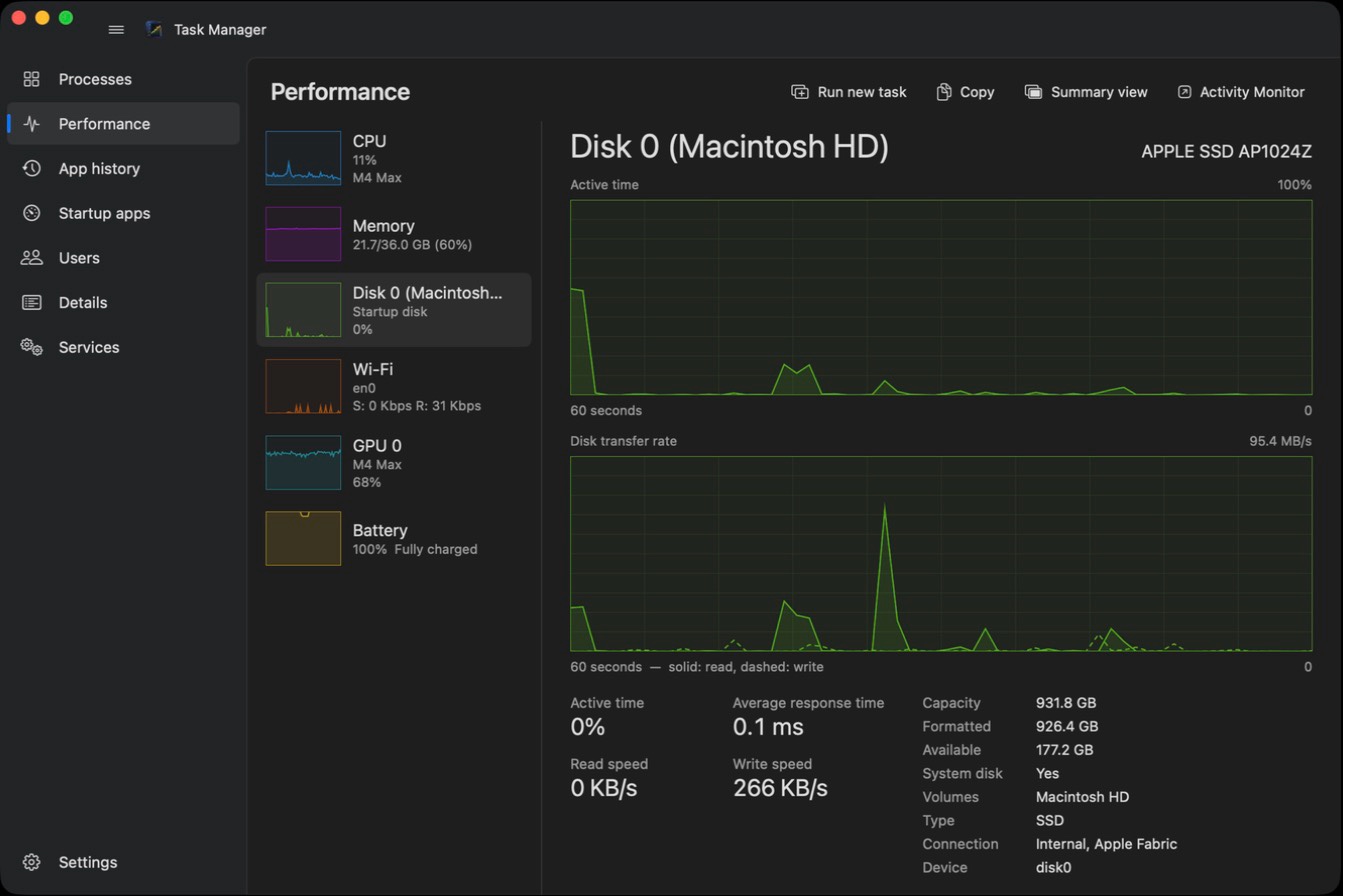 Task Manager
Processes
Performance
App history
Startup apps
Users
Details
Services
Settings
Performance
Run new task
Copy
Summary view
Activity Monitor
CPU
11%
M4 Max
Memory
21.7/36.0 GB (60%)
Disk 0 (Macintosh...
Startup disk
0%
Wi-Fi
en0
S: 0 Kbps R: 31 Kbps
GPU 0
M4 Max
68%
Battery
100% Fully charged
Disk 0 (Macintosh HD)
APPLE SSD AP1024Z
Active time
100%
60 seconds
0
Disk transfer rate
95.4 MB/s
60 seconds — solid: read, dashed: write
0
Active time
0%
Average response time
0.1 ms
Read speed
0 KB/s
Write speed
266 KB/s
Capacity 931.8 GB
Formatted 926.4 GB
Available 177.2 GB
System disk Yes
Volumes Macintosh HD
Type SSD
Connection Internal, Apple Fabric
Device disk0